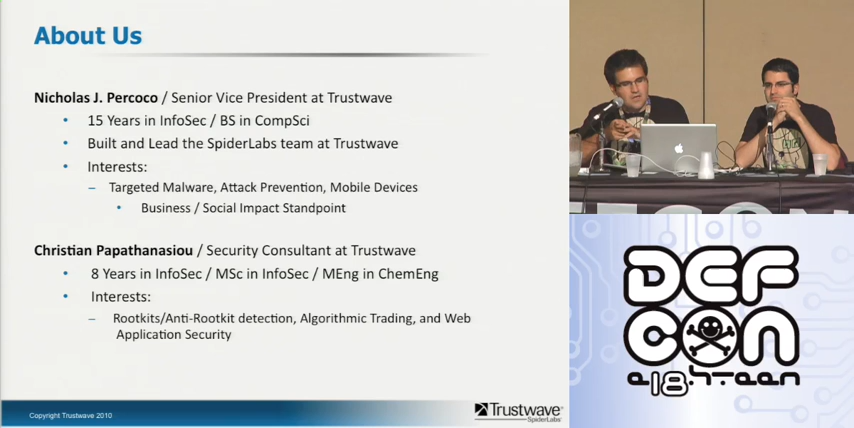 About Us
Nicholas J. Percoco / Senior Vice President at Trustwave
• 15 Years in InfoSec / BS in CompSci
• Built and Lead the SpiderLabs team at Trustwave
• Interests:
– Targeted Malware, Attack Prevention, Mobile Devices
• Business / Social Impact Standpoint
Christian Papathanasiou / Security Consultant at Trustwave
• 8 Years in InfoSec / MSc in InfoSec / MEng in ChemEng
• Interests:
– Rootkits/Anti-Rootkit detection, Algorithmic Trading, and Web
Application Security
Copyright Trustwave 2010
Trustwave®
SpiderLabs®
DEF
CON
e.18.h.t.een